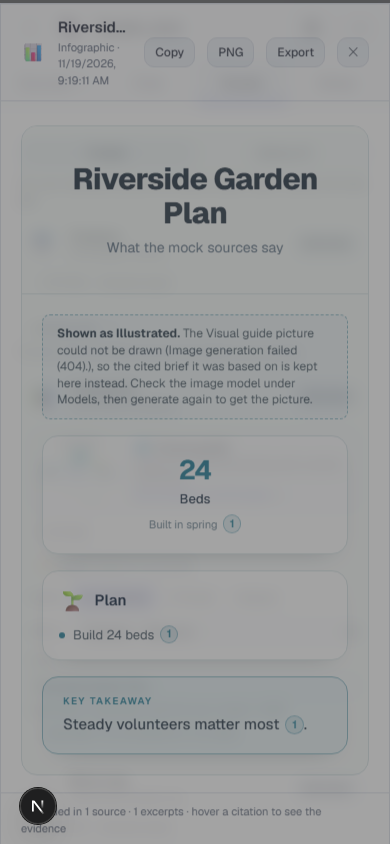 Riversid...
Infographic ·
11/19/2026,
9:19:11 AM
Copy
PNG
Export
Riverside Garden
Plan
What the mock sources say
Shown as Illustrated. The Visual guide picture
could not be drawn (Image generation failed
(404).), so the cited brief it was based on is kept
here instead. Check the image model under
Models, then generate again to get the picture.
24
Beds
Built in spring 1
Plan
Build 24 beds 1
KEY TAKEAWAY
Steady volunteers matter most 1.
N
in 1 source · 1 excerpts · hover a citation to see the
evidence